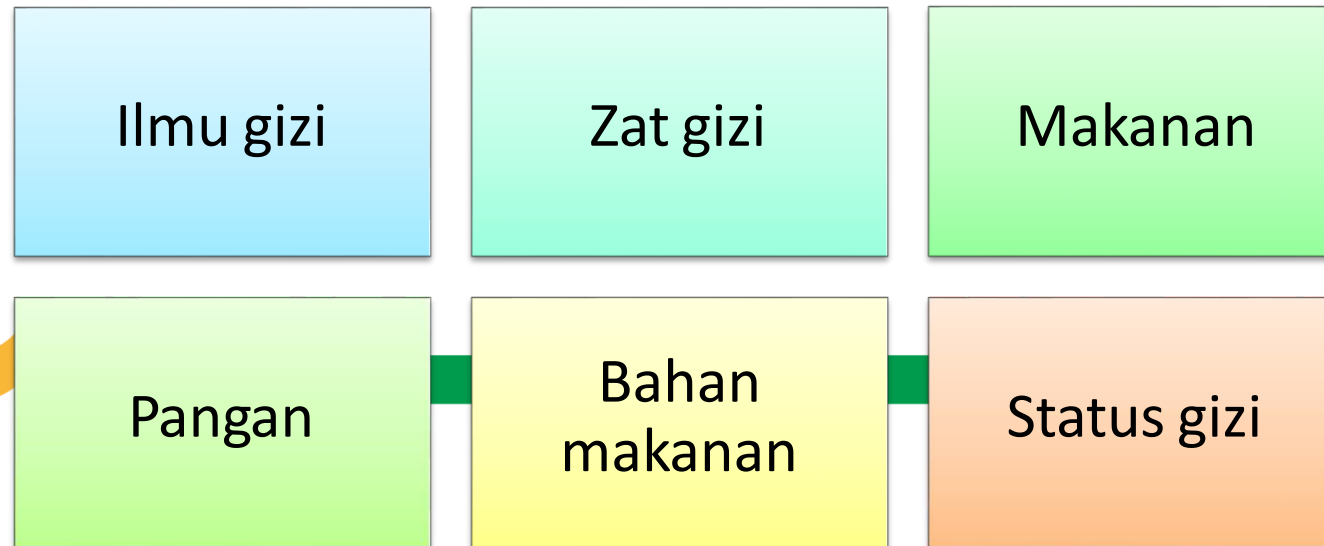 Ilmu gizi
Zat gizi
Makanan
Pangan
Bahan
makanan
Status gizi